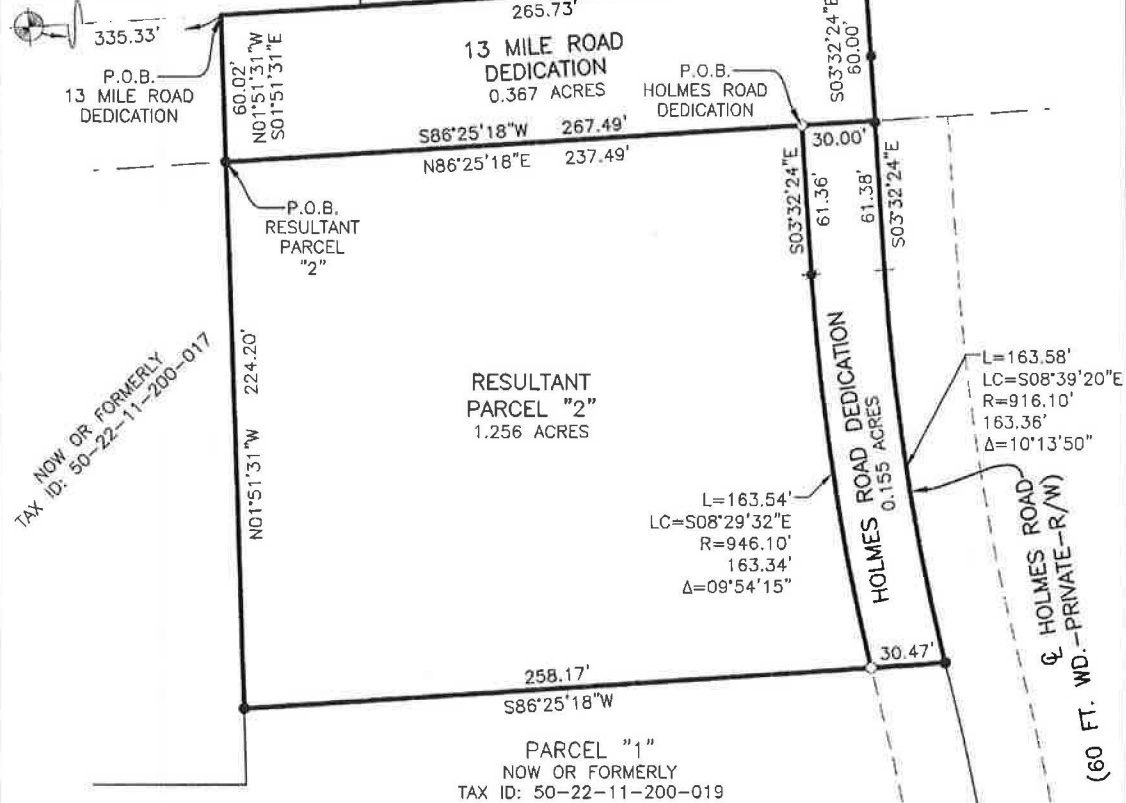 265.73'
335.33'
P.O.B.
13 MILE ROAD
DEDICATION
60.02'
N01°51'31"W
S01°51'31"E
13 MILE ROAD
DEDICATION
0.367 ACRES
P.O.B.
HOLMES ROAD
DEDICATION
S03°32'24"E
60.00'
S86°25'18"W 267.49'
N86°25'18"E 237.49'
30.00'
P.O.B.
RESULTANT
PARCEL
"2"
S03°32'24"E
61.36'
61.38'
S03°32'24"E
NOW OR FORMERLY
TAX ID: 50-22-11-200-017
N01°51'31"W 224.20'
RESULTANT
PARCEL "2"
1.256 ACRES
HOLMES ROAD DEDICATION
0.155 ACRES
L=163.58'
LC=S08°39'20"E
R=916.10'
163.36'
Δ=10°13'50"
L=163.54'
LC=S08°29'32"E
R=946.10'
163.34'
Δ=09°54'15"
℄ HOLMES ROAD
(60 FT. WD.-PRIVATE-R/W)
30.47'
258.17'
S86°25'18"W
PARCEL "1"
NOW OR FORMERLY
TAX ID: 50-22-11-200-019